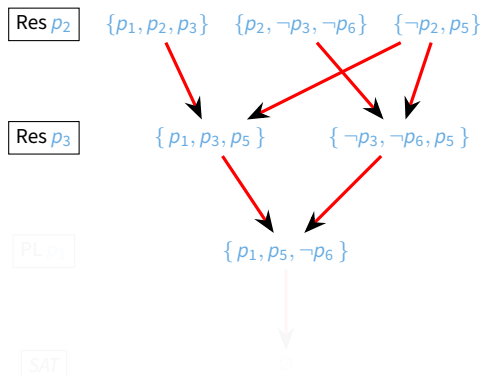 Res p₂ {p₁, p₂, p₃} {p₂, ¬p₃, ¬p₆} {¬p₂, p₅}
Res p₃ { p₁, p₃, p₅ } { ¬p₃, ¬p₆, p₅ }
{ p₁, p₅, ¬p₆ }
SAT